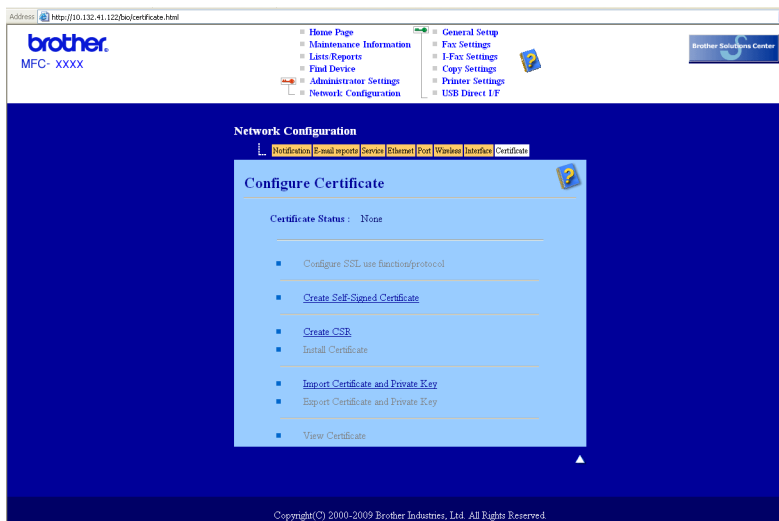 Address http://10.132.41.122/bio/certificate.html
brother.
MFC- XXXX
Home Page
Maintenance Information
Lists/Reports
Find Device
Administrator Settings
Network Configuration
General Setup
Fax Settings
I-Fax Settings
Copy Settings
Printer Settings
USB Direct I/F
Brother Solutions Center
Network Configuration
Notification E-mail reports Service Ethernet Port Wireless Interface Certificate
Configure Certificate
Certificate Status : None
Configure SSL use function/protocol
Create Self-Signed Certificate
Create CSR
Install Certificate
Import Certificate and Private Key
Export Certificate and Private Key
View Certificate
Copyright(C) 2000-2009 Brother Industries, Ltd. All Rights Reserved.